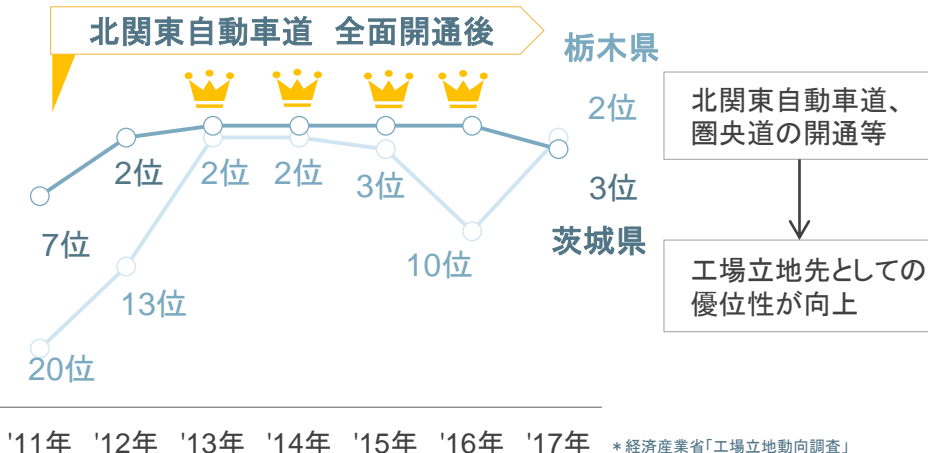 北関東自動車道 全面開通後
栃木県
2位
北関東自動車道、
圏央道の開通等
2位
2位
2位
3位
3位
7位
茨城県
10位
工場立地先としての
優位性が向上
13位
20位
'11年
'12年
'13年
'14年
'15年
'16年
'17年
*経済産業省「工場立地動向調査」